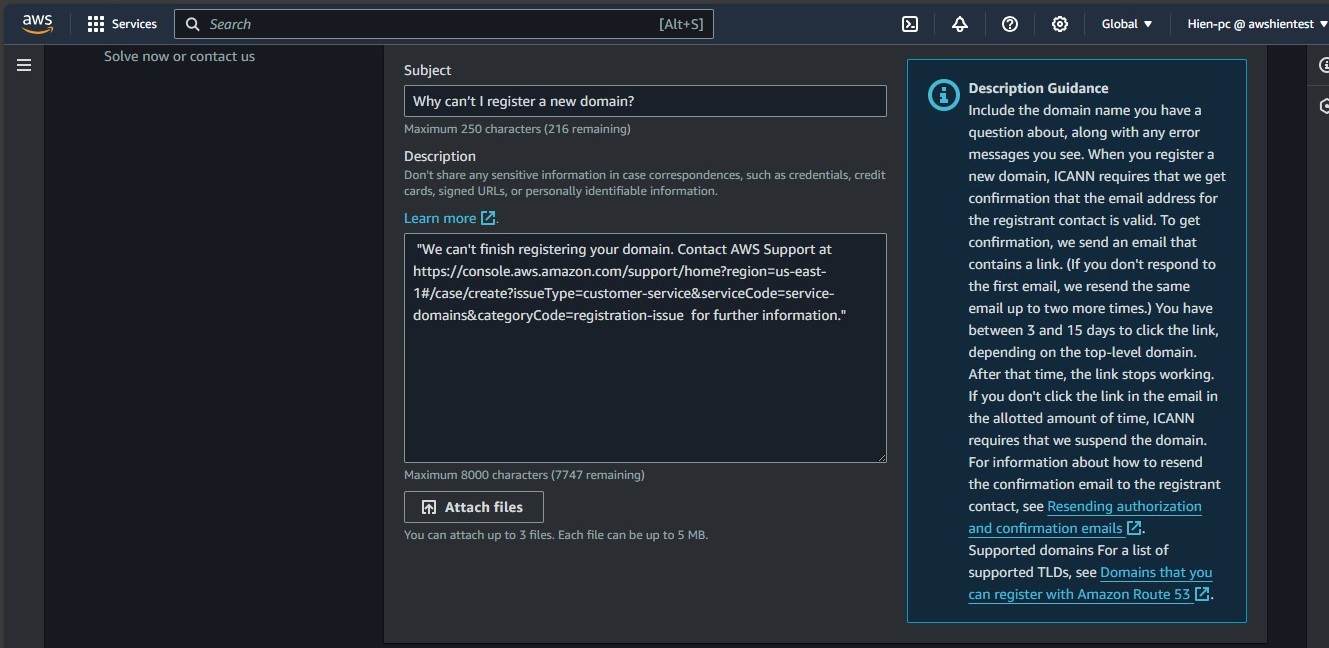 aws
Services
Search
[Alt+S]
Global
Hien-pc @ awshientest
Solve now or contact us
Subject
Why can’t I register a new domain?
Maximum 250 characters (216 remaining)
Description
Don't share any sensitive information in case correspondences, such as credentials, credit
cards, signed URLs, or personally identifiable information.
Learn more .
"We can't finish registering your domain. Contact AWS Support at
https://console.aws.amazon.com/support/home?region=us-east-
1#/case/create?issueType=customer-service&serviceCode=service-
domains&categoryCode=registration-issue  for further information."
Maximum 8000 characters (7747 remaining)
Attach files
You can attach up to 3 files. Each file can be up to 5 MB.
Description Guidance
Include the domain name you have a
question about, along with any error
messages you see. When you register a
new domain, ICANN requires that we get
confirmation that the email address for
the registrant contact is valid. To get
confirmation, we send an email that
contains a link. (If you don't respond to
the first email, we resend the same
email up to two more times.) You have
between 3 and 15 days to click the link,
depending on the top-level domain.
After that time, the link stops working.
If you don't click the link in the email in
the allotted amount of time, ICANN
requires that we suspend the domain.
For information about how to resend
the confirmation email to the registrant
contact, see Resending authorization
and confirmation emails .
Supported domains For a list of
supported TLDs, see Domains that you
can register with Amazon Route 53 .